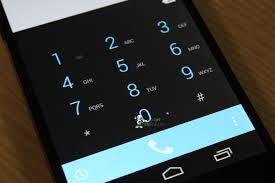 1 2 ABC 3 DEF
4 GHI 5 JKL 6 MNO
7 PQRS 8 TUV 9 WXYZ
* 0 #